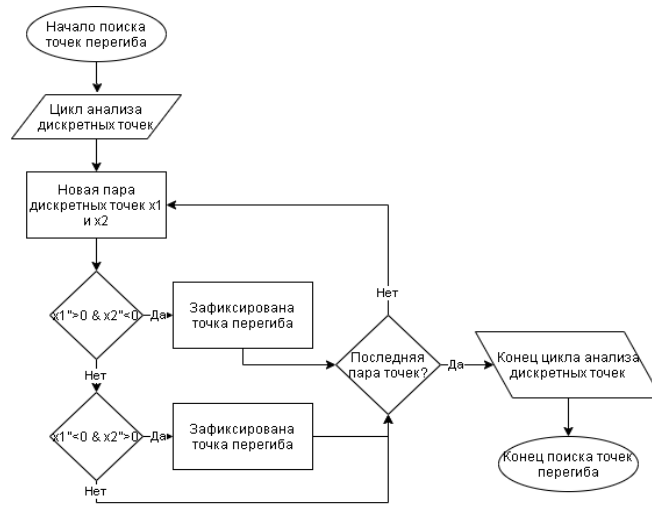 Начало поиска
точек перегиба
Цикл анализа
дискретных точек
Новая пара
дискретных точек x1
и x2
x1">0 & x2"<0
Да
Зафиксирована
точка перегиба
Нет
x1"<0 & x2">0
Да
Зафиксирована
точка перегиба
Нет
Последняя
пара точек?
Нет
Да
Конец цикла анализа
дискретных точек
Конец поиска точек
перегиба